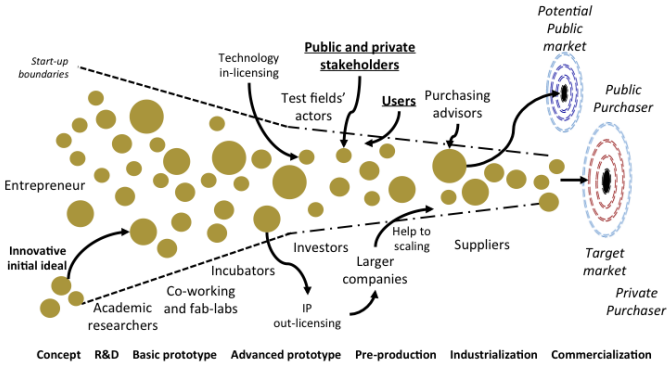 Potential
Public
market
Start-up
boundaries
Technology
in-licensing
Public and private
stakeholders
Test fields'
actors
Users
Purchasing
advisors
Public
Purchaser
Entrepreneur
Innovative
initial ideal
Academic
researchers
Co-working
and fab-labs
Incubators
Investors
IP
out-licensing
Larger
companies
Help to
scaling
Suppliers
Target
market
Private
Purchaser
Concept R&D Basic prototype Advanced prototype Pre-production Industrialization Commercialization